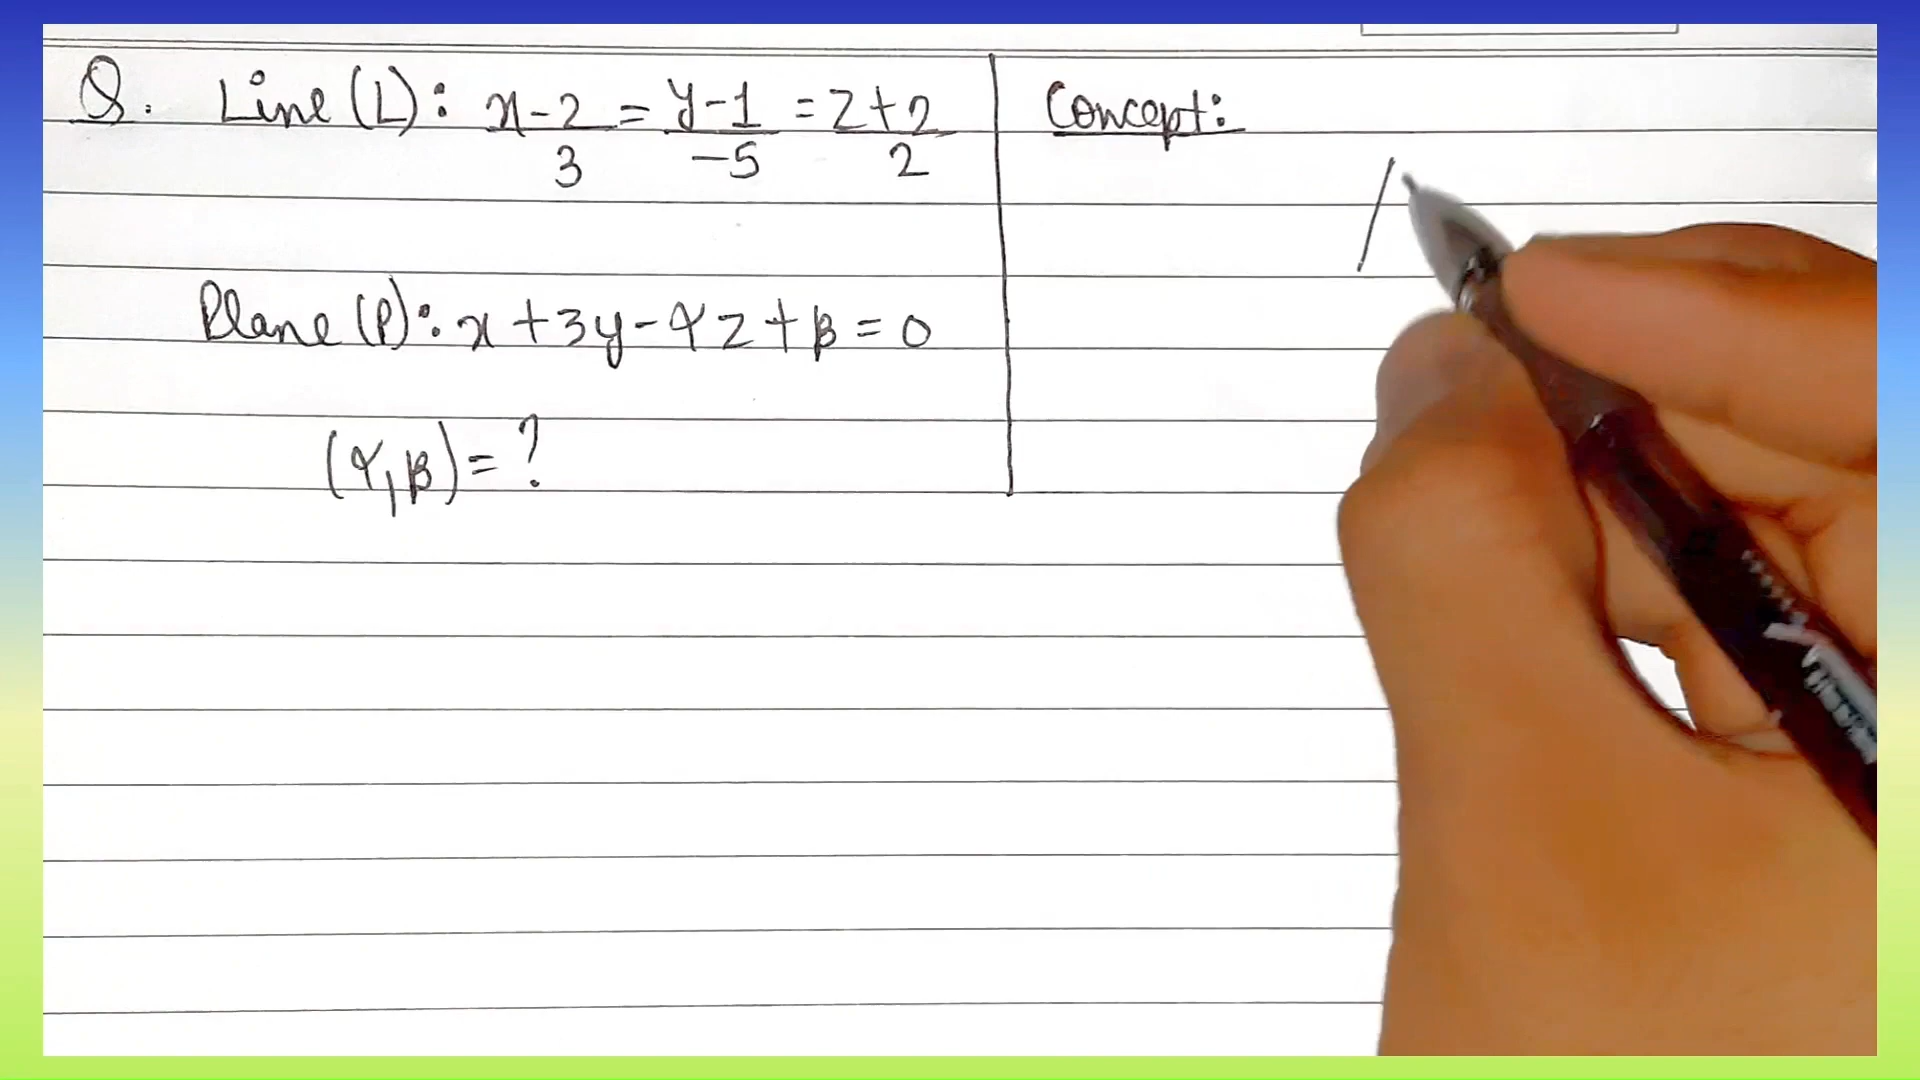 Q. Line (L): x-2/3 = y-1/-5 = z+2/2
Plane (P): x + 3y - αz + β = 0
(α, β) = ?
Concept: